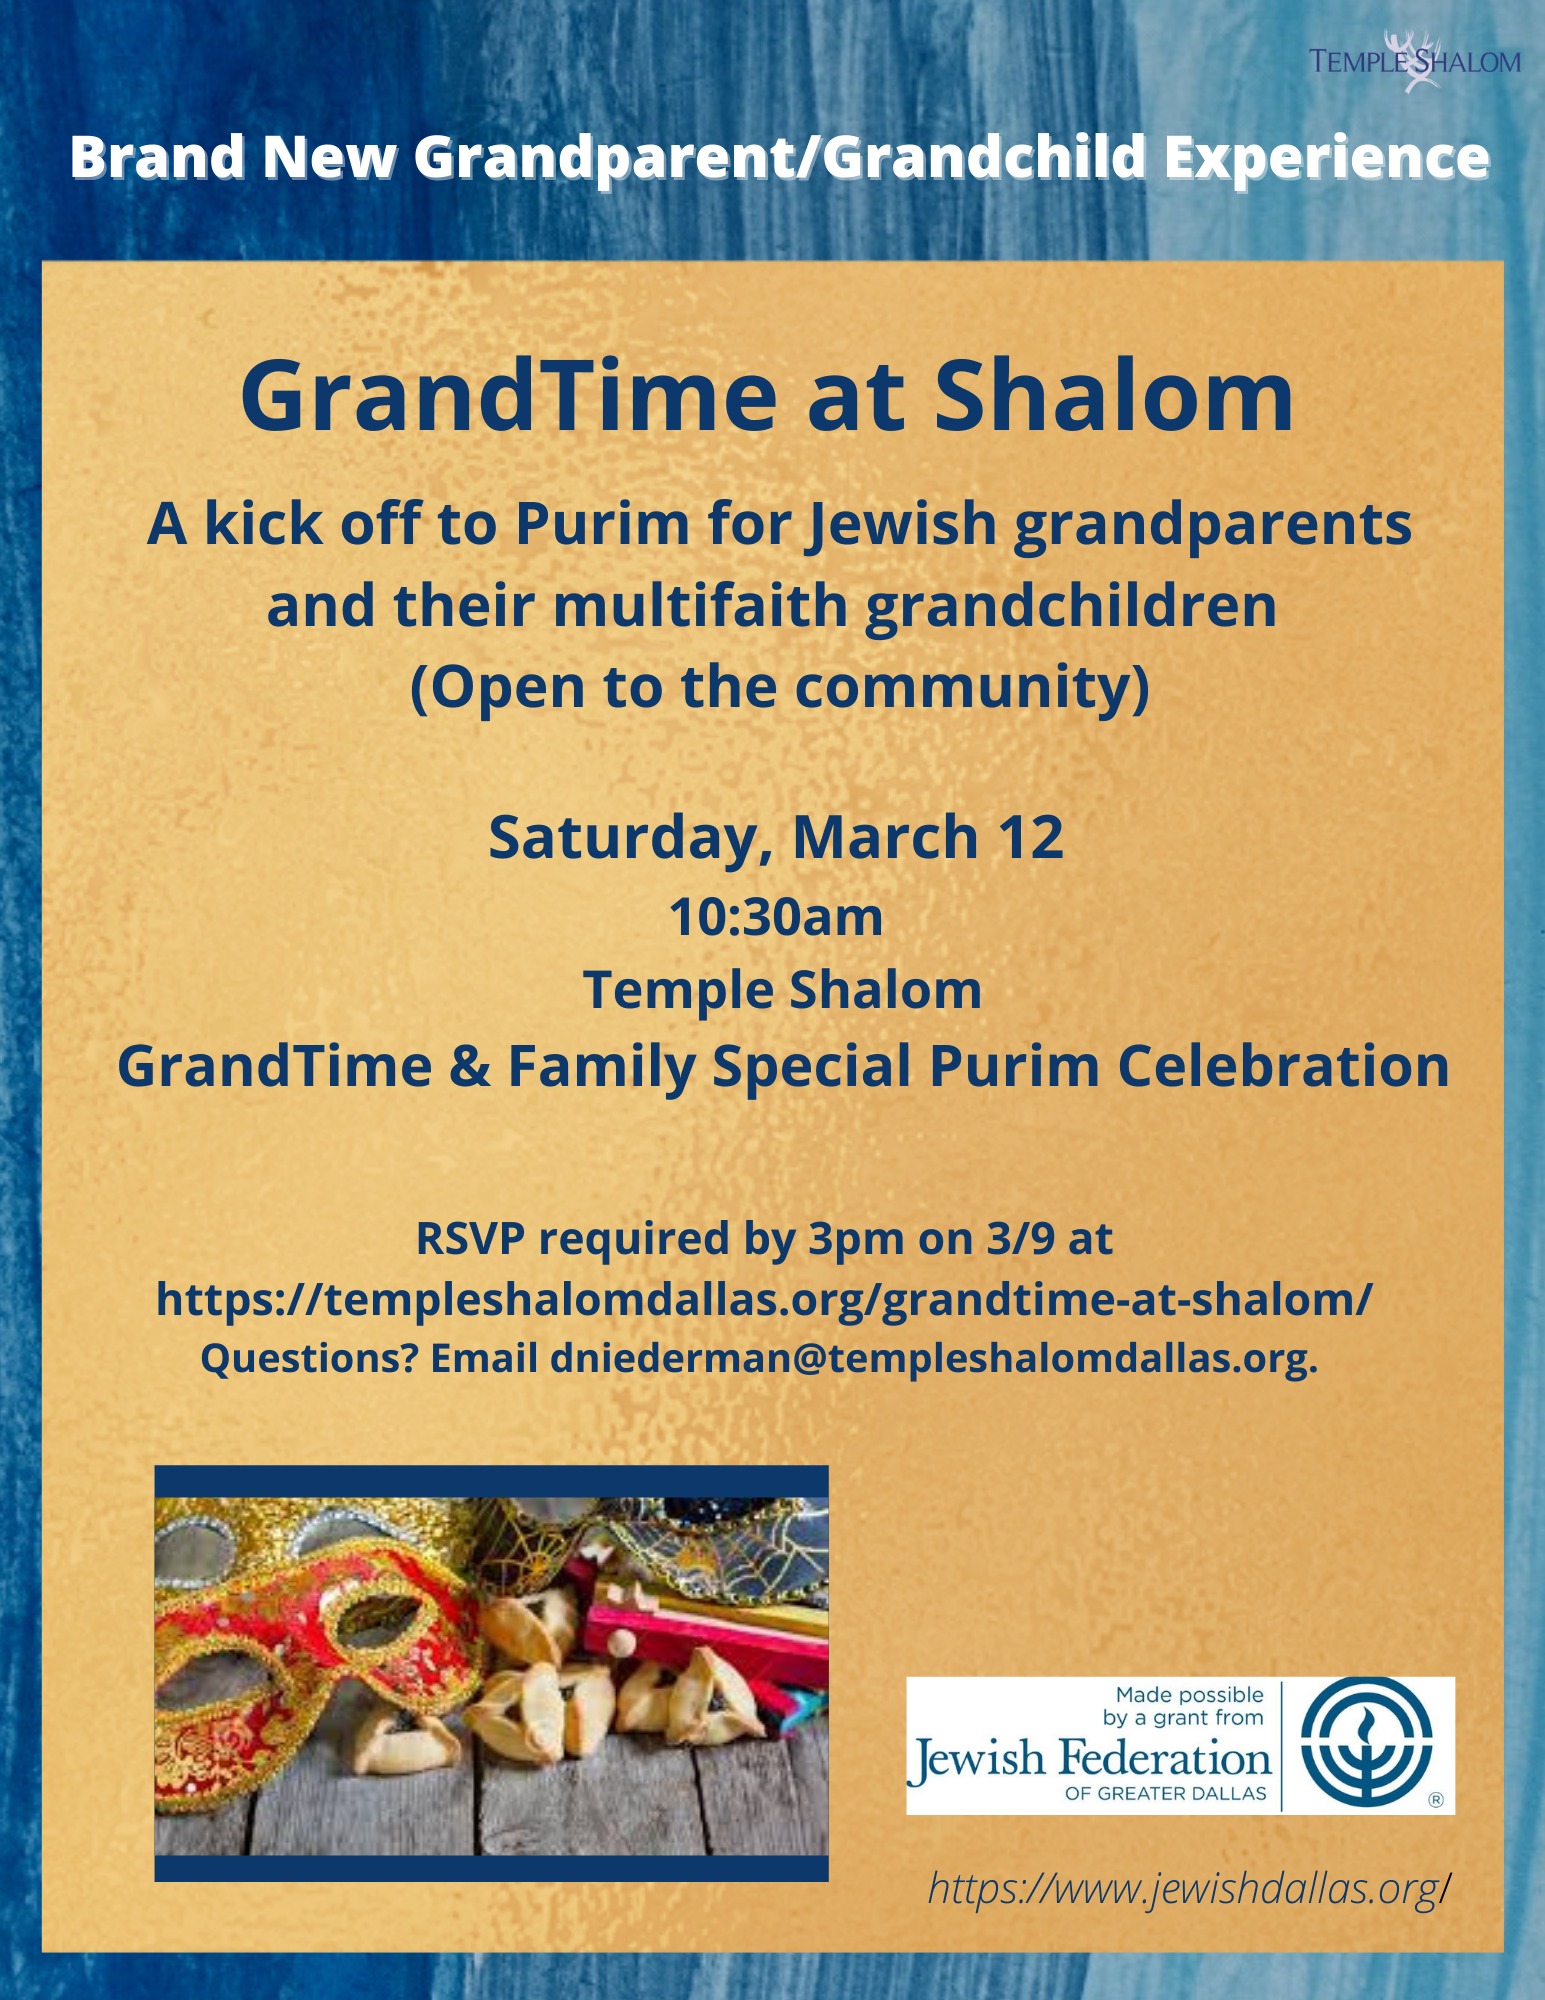 TEMPLE SHALOM
Brand New Grandparent/Grandchild Experience
GrandTime at Shalom
A kick off to Purim for Jewish grandparents
and their multifaith grandchildren
(Open to the community)
Saturday, March 12
10:30am
Temple Shalom
GrandTime & Family Special Purim Celebration
RSVP required by 3pm on 3/9 at
https://templeshalomdallas.org/grandtime-at-shalom/
Questions? Email dniederman@templeshalomdallas.org.
Made possible
by a grant from
Jewish Federation
OF GREATER DALLAS
®
https://www.jewishdallas.org/